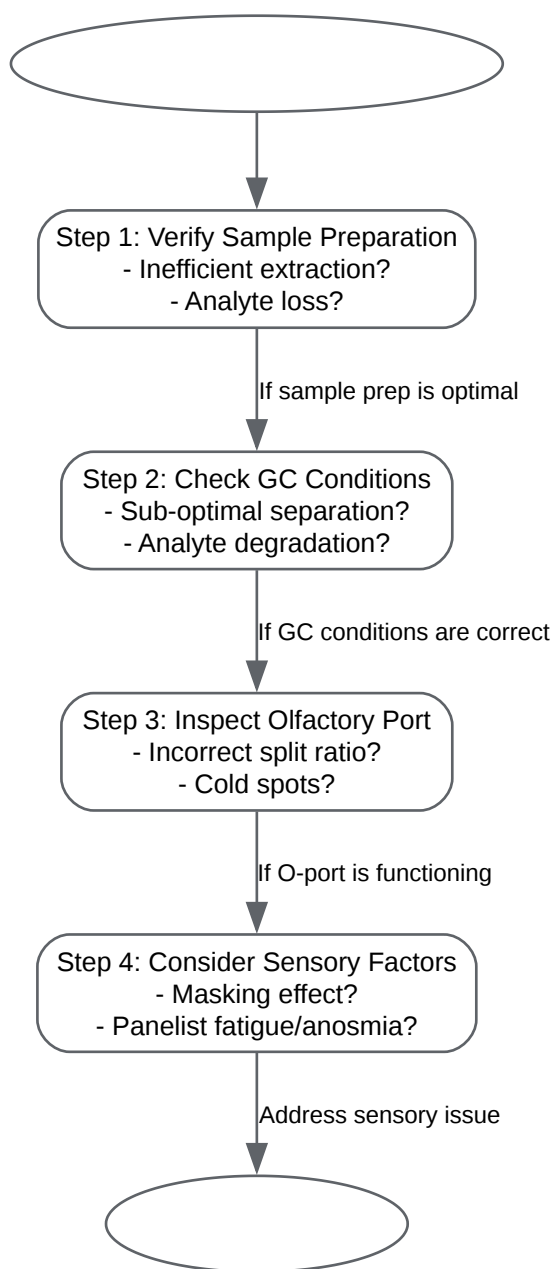 Step 1: Verify Sample Preparation
- Inefficient extraction?
- Analyte loss?
If sample prep is optimal
Step 2: Check GC Conditions
- Sub-optimal separation?
- Analyte degradation?
If GC conditions are correct
Step 3: Inspect Olfactory Port
- Incorrect split ratio?
- Cold spots?
If O-port is functioning
Step 4: Consider Sensory Factors
- Masking effect?
- Panelist fatigue/anosmia?
Address sensory issue